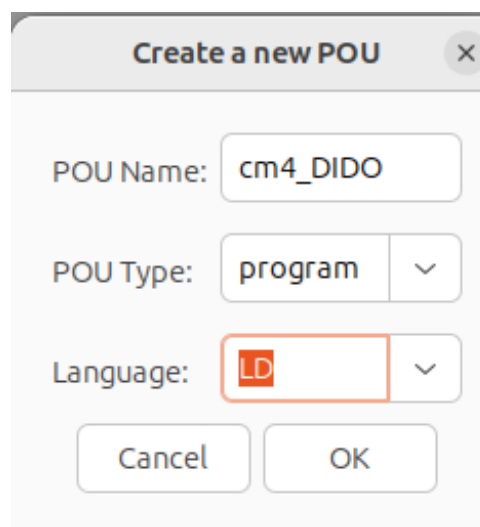 Create a new POU
POU Name: cm4_DIDO
POU Type: program
Language: LD
Cancel OK